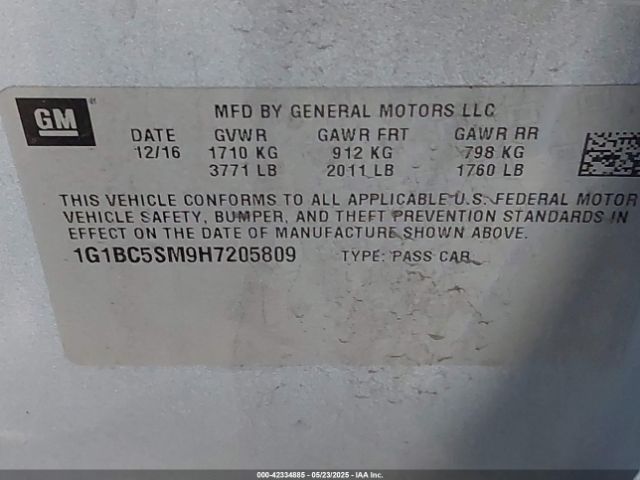 GM
MFD BY GENERAL MOTORS LLC
DATE GVWR GAWR FRT GAWR RR
12/16 1710 KG 912 KG 798 KG
3771 LB 2011 LB 1760 LB
THIS VEHICLE CONFORMS TO ALL APPLICABLE U.S. FEDERAL MOTOR
VEHICLE SAFETY, BUMPER, AND THEFT PREVENTION STANDARDS IN
EFFECT ON THE DATE OF MANUFACTURE SHOWN ABOVE.
1G1BC5SM9H7205809 TYPE: PASS CAR
000-42334885 - 05/23/2025 - IAA Inc.